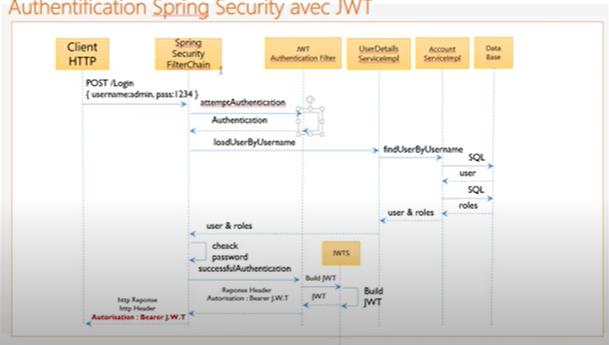 Authentification Spring Security avec JWT
Client
HTTP
Spring
Security
FilterChain
JWT
Authentication Filter
UserDetails
ServiceImpl
Account
ServiceImpl
Data
Base
POST /Login
{ username:admin, pass:1234 }
attemptAuthentication
Authentication
loadUserByUsername
findUserByUsername
SQL
user
SQL
roles
user & roles
user & roles
cheack
password
JWTS
successfulAuthentication
Build JWT
Build
JWT
JWT
Reponse Header
Autorisation : Bearer J.W.T
http Reponse
http Header
Autorisation : Bearer J.W.T